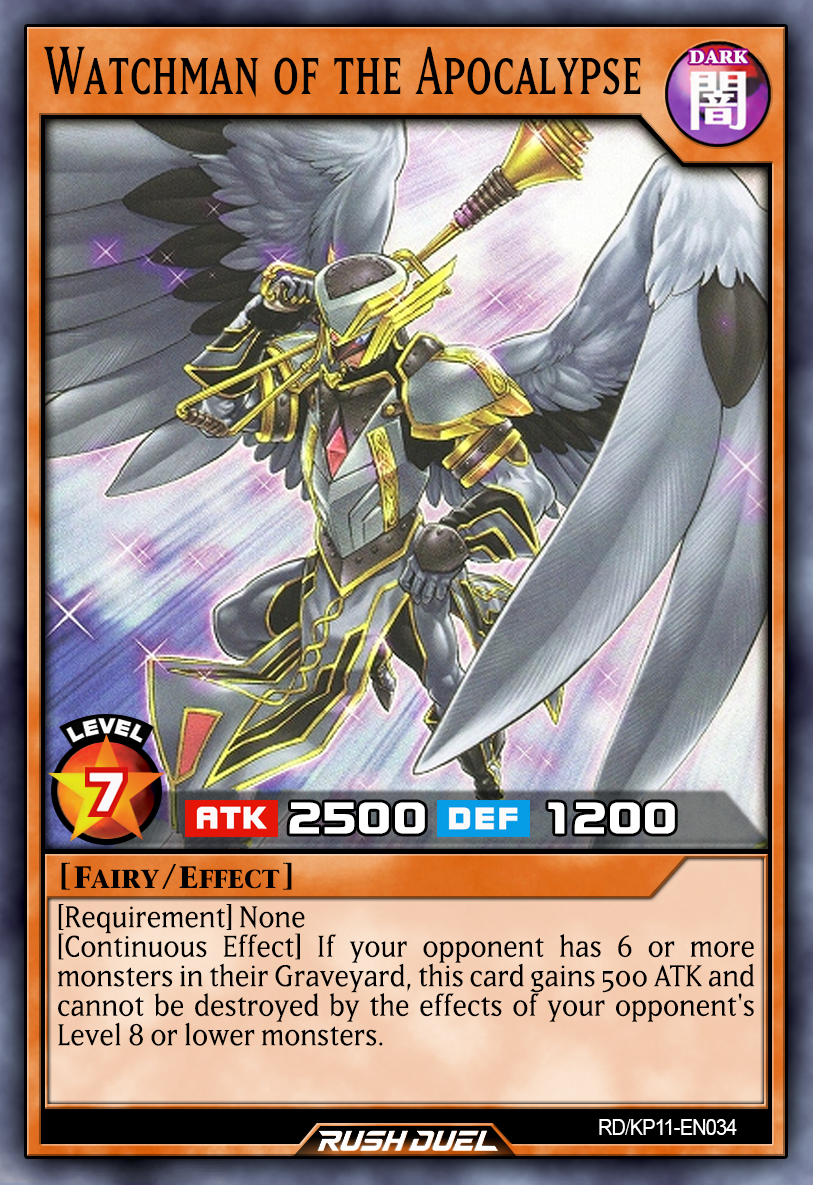 Watchman of the Apocalypse
DARK
闇
LEVEL
7
ATK 2500 DEF 1200
[Fairy/Effect]
[Requirement] None
[Continuous Effect] If your opponent has 6 or more
monsters in their Graveyard, this card gains 500 ATK and
cannot be destroyed by the effects of your opponent's
Level 8 or lower monsters.
RUSH DUEL
RD/KP11-EN034